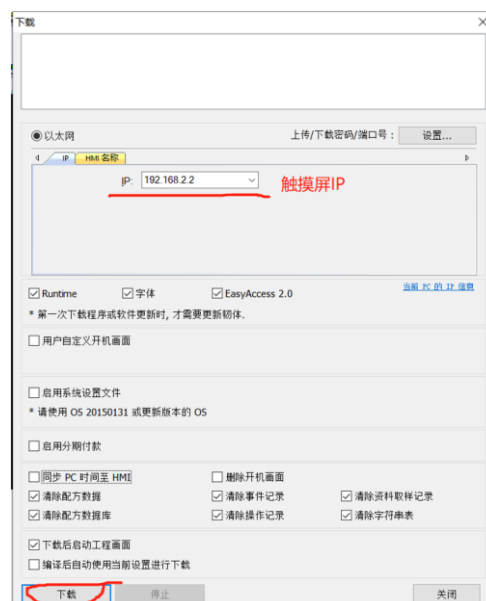 下载
以太网 上传/下载密码/端口号： 设置...
IP HMI 名称
IP: 192.168.2.2 触摸屏IP
当前 PC 的 IP 信息
Runtime 字体 EasyAccess 2.0
* 第一次下载程序或软件更新时, 才需要更新韧体.
用户自定义开机画面
启用系统设置文件
* 请使用 OS 20150131 或更新版本的 OS
启用分期付款
同步 PC 时间至 HMI 删除开机画面
清除配方数据 清除事件记录 清除资料取样记录
清除配方数据库 清除操作记录 清除字符串表
下载后启动工程画面
编译后自动使用当前设置进行下载
下载 停止 关闭